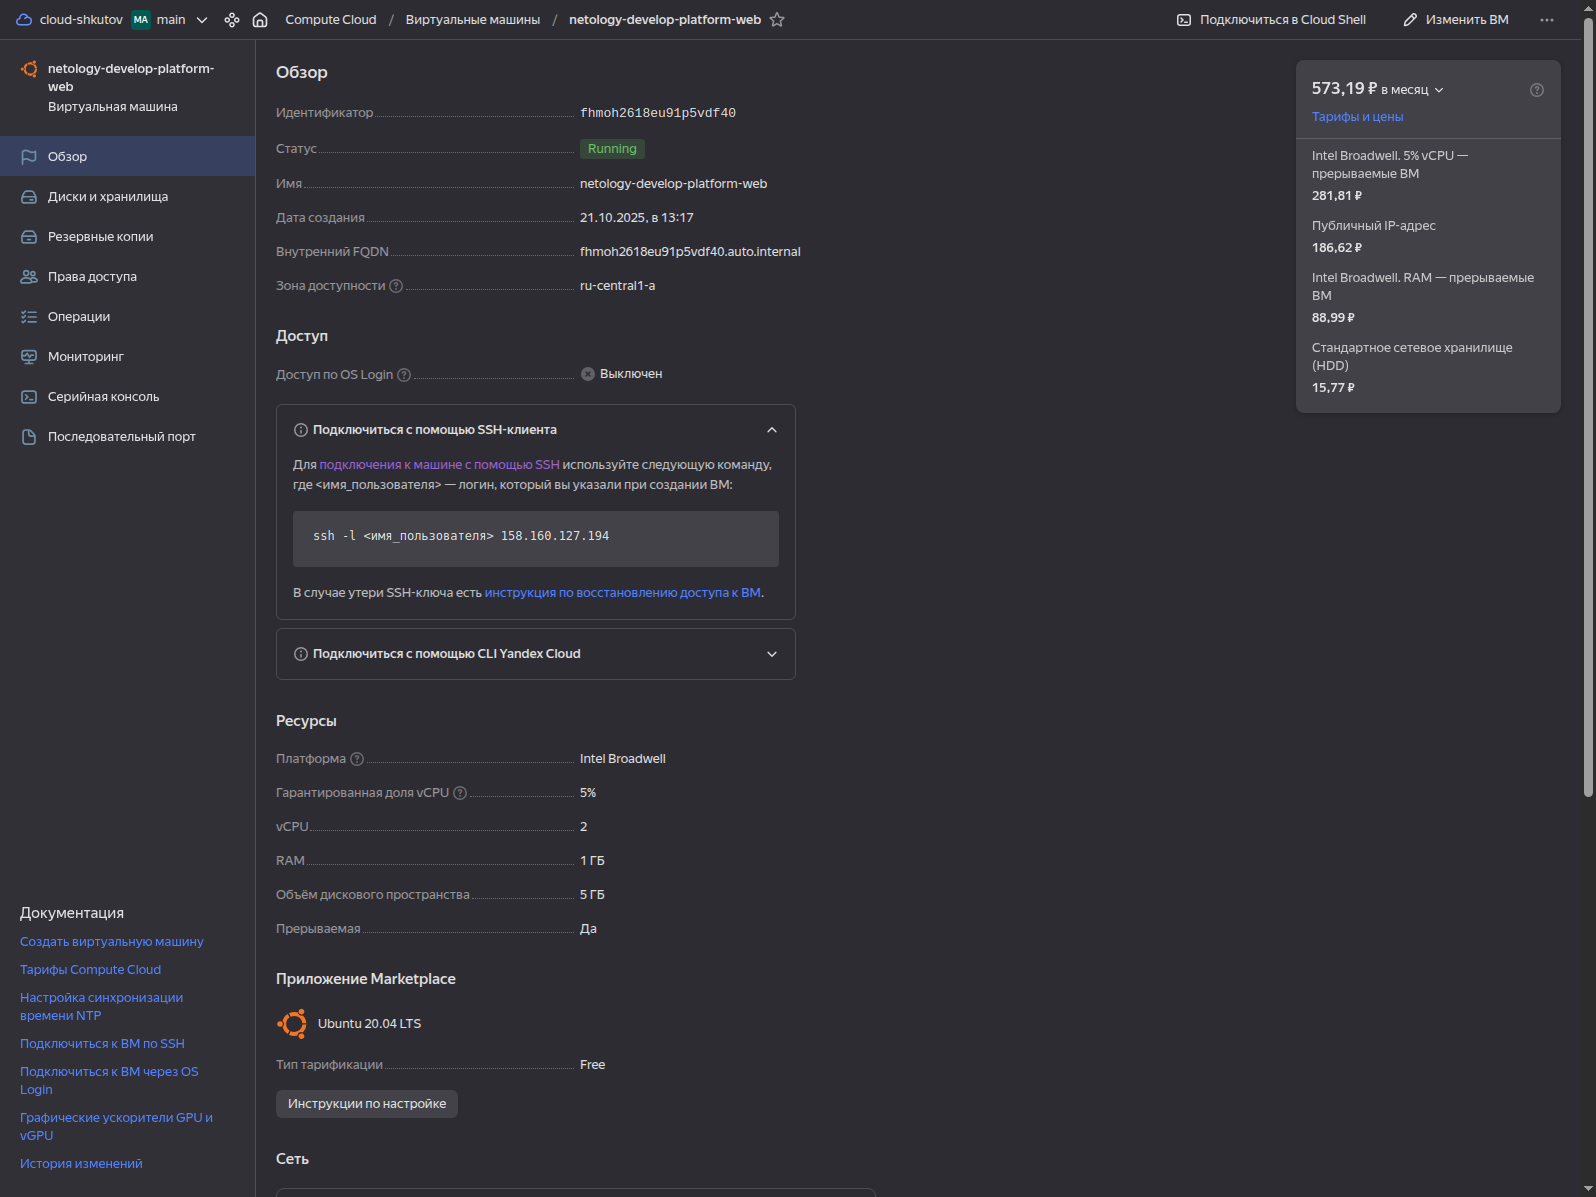 cloud-shkutov MA main Compute Cloud / Виртуальные машины / netology-develop-platform-web Подключиться в Cloud Shell Изменить ВМ
netology-develop-platform-
web
Виртуальная машина
Обзор
Диски и хранилища
Резервные копии
Права доступа
Операции
Мониторинг
Серийная консоль
Последовательный порт
Документация
Создать виртуальную машину
Тарифы Compute Cloud
Настройка синхронизации
времени NTP
Подключиться к ВМ по SSH
Подключиться к ВМ через OS
Login
Графические ускорители GPU и
vGPU
История изменений
Обзор
Идентификатор fhmoh2618eu91p5vdf40
Статус Running
Имя netology-develop-platform-web
Дата создания 21.10.2025, в 13:17
Внутренний FQDN fhmoh2618eu91p5vdf40.auto.internal
Зона доступности ru-central1-a
Доступ
Доступ по OS Login Выключен
Подключиться с помощью SSH-клиента
Для подключения к машине с помощью SSH используйте следующую команду,
где <имя_пользователя> — логин, который вы указали при создании ВМ:
ssh -l <имя_пользователя> 158.160.127.194
В случае утери SSH-ключа есть инструкция по восстановлению доступа к ВМ.
Подключиться с помощью CLI Yandex Cloud
Ресурсы
Платформа Intel Broadwell
Гарантированная доля vCPU 5%
vCPU 2
RAM 1 ГБ
Объём дискового пространства 5 ГБ
Прерываемая Да
Приложение Marketplace
Ubuntu 20.04 LTS
Тип тарификации Free
Инструкции по настройке
Сеть
573,19 ₽ в месяц
Тарифы и цены
Intel Broadwell. 5% vCPU —
прерываемые ВМ
281,81 ₽
Публичный IP-адрес
186,62 ₽
Intel Broadwell. RAM — прерываемые
ВМ
88,99 ₽
Стандартное сетевое хранилище
(HDD)
15,77 ₽